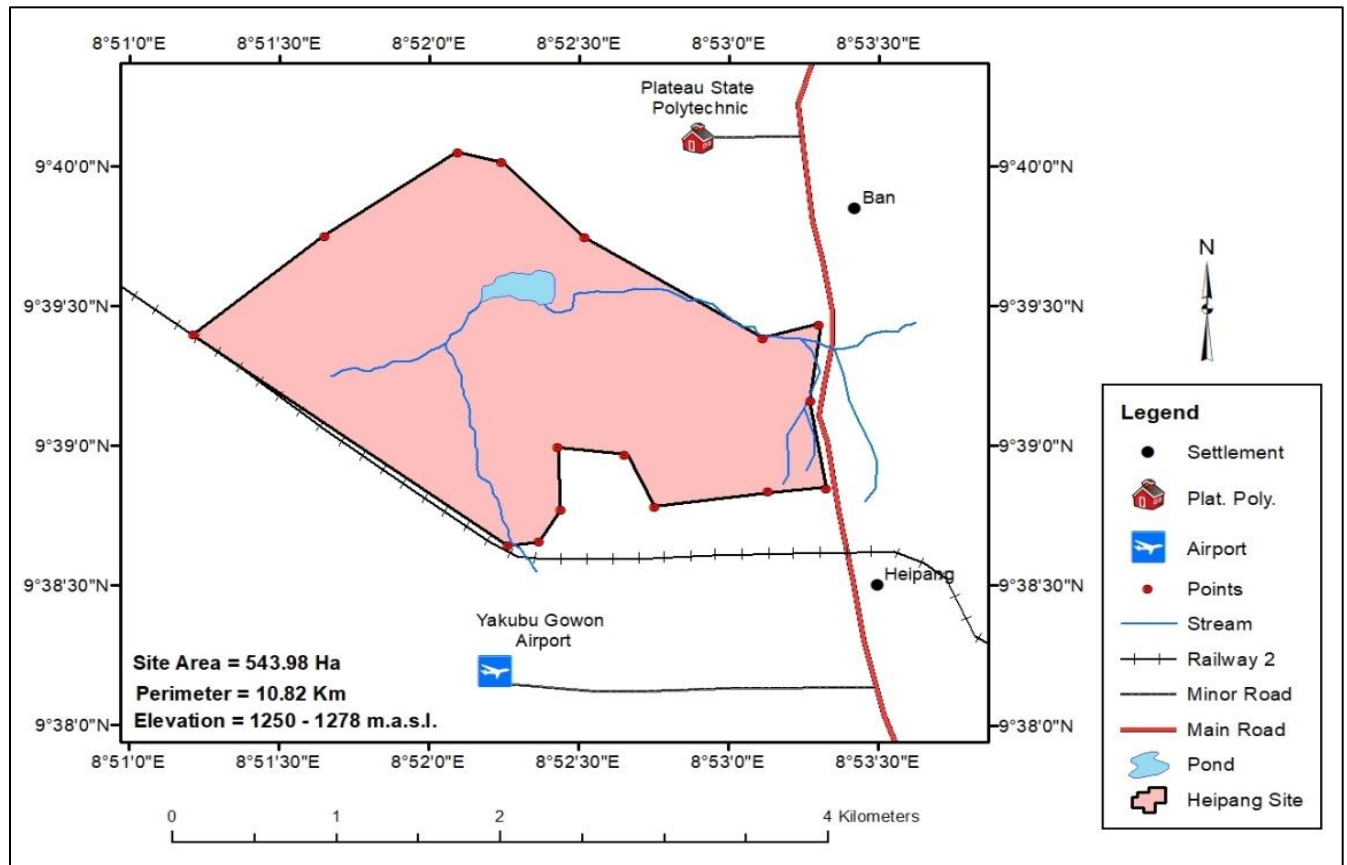 8°51'0"E 8°51'30"E 8°52'0"E 8°52'30"E 8°53'0"E 8°53'30"E
Plateau State
Polytechnic
9°40'0"N 9°40'0"N
Ban
N
9°39'30"N 9°39'30"N
9°39'0"N 9°39'0"N
9°38'30"N 9°38'30"N
Heipang
Yakubu Gowon
Airport
Site Area = 543.98 Ha
Perimeter = 10.82 Km
Elevation = 1250 - 1278 m.a.s.l.
9°38'0"N 9°38'0"N
8°51'0"E 8°51'30"E 8°52'0"E 8°52'30"E 8°53'0"E 8°53'30"E
0 1 2 4 Kilometers
Legend
Settlement
Plat. Poly.
Airport
Points
Stream
Railway 2
Minor Road
Main Road
Pond
Heipang Site